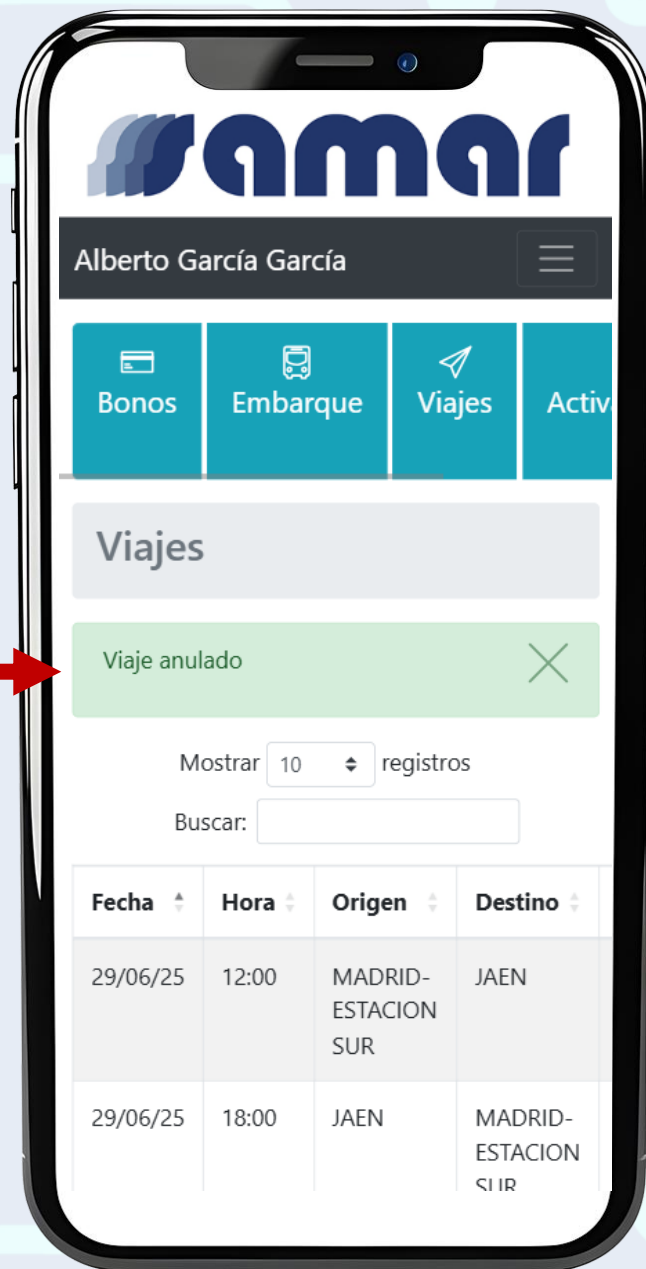 samar
Alberto García García
Bonos
Embarque
Viajes
Activ
Viajes
Viaje anulado
Mostrar 10 registros
Buscar:
Fecha Hora Origen Destino
29/06/25 12:00 MADRID- JAEN
ESTACION
SUR
29/06/25 18:00 JAEN MADRID-
ESTACION
SUR